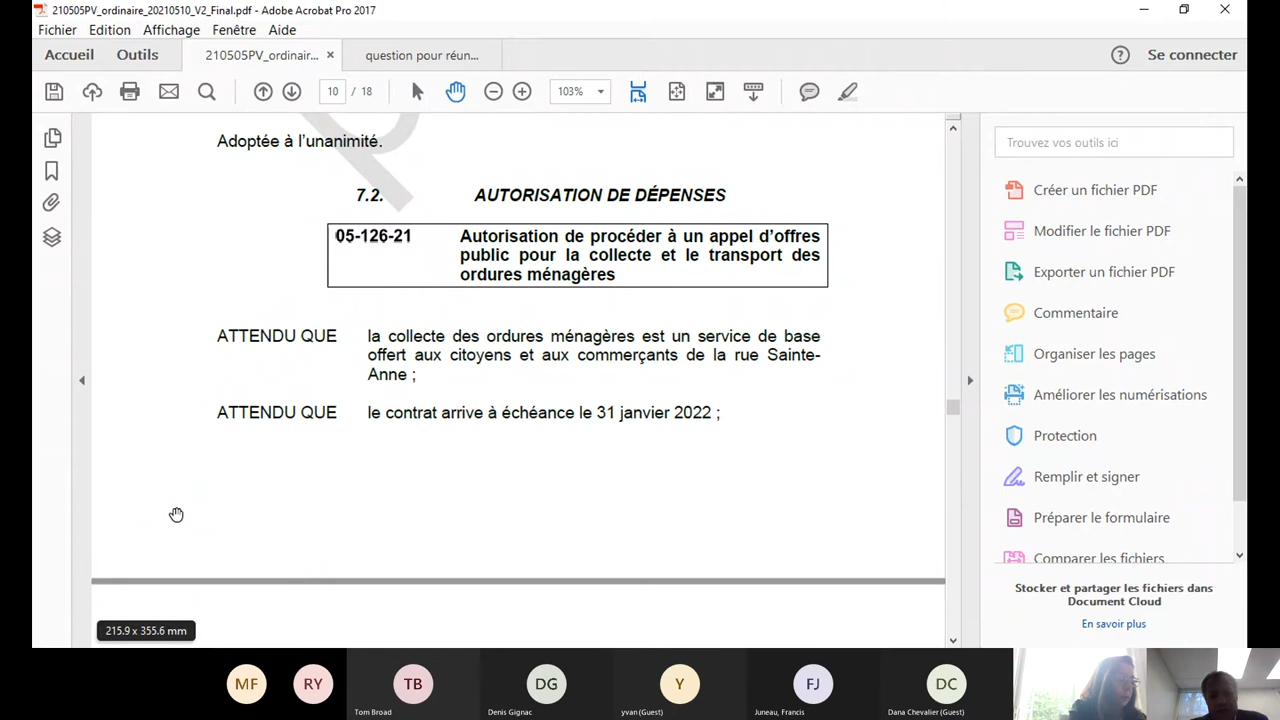 210505PV_ordinaire_20210510_V2_Final.pdf - Adobe Acrobat Pro 2017
Fichier Edition Affichage Fenêtre Aide
Accueil Outils 210505PV_ordinair... × question pour réun... ? Se connecter
10 / 18 103%
Adoptée à l'unanimité.
7.2. AUTORISATION DE DÉPENSES
05-126-21 Autorisation de procéder à un appel d'offres
public pour la collecte et le transport des
ordures ménagères
ATTENDU QUE la collecte des ordures ménagères est un service de base
offert aux citoyens et aux commerçants de la rue Sainte-
Anne ;
ATTENDU QUE le contrat arrive à échéance le 31 janvier 2022 ;
215.9 x 355.6 mm
Trouvez vos outils ici
Créer un fichier PDF
Modifier le fichier PDF
Exporter un fichier PDF
Commentaire
Organiser les pages
Améliorer les numérisations
Protection
Remplir et signer
Préparer le formulaire
Comparer les fichiers
Stocker et partager les fichiers dans
Document Cloud
En savoir plus
MF RY TB DG Y FJ DC
Tom Broad Denis Gignac yvan (Guest) Juneau, Francis Dana Chevalier (Guest)